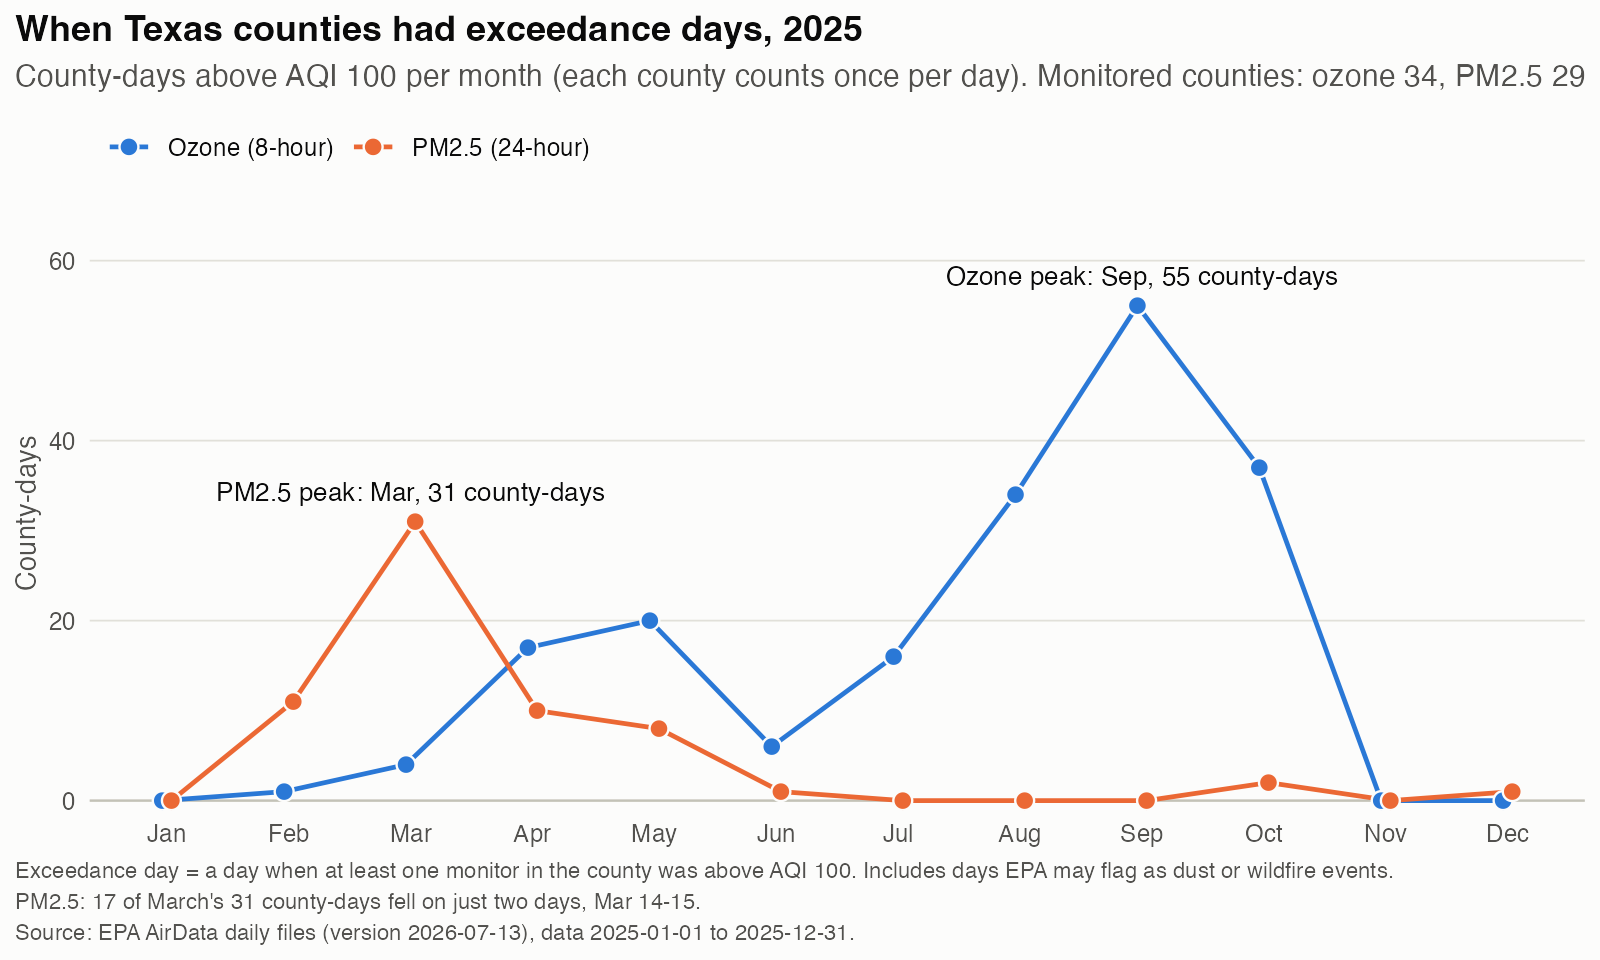 When Texas counties had exceedance days, 2025
County-days above AQI 100 per month (each county counts once per day). Monitored counties: ozone 34, PM2.5 29
Ozone (8-hour) PM2.5 (24-hour)
60
Ozone peak: Sep, 55 county-days
40
PM2.5 peak: Mar, 31 county-days
County-days
20
0
Jan Feb Mar Apr May Jun Jul Aug Sep Oct Nov Dec
Exceedance day = a day when at least one monitor in the county was above AQI 100. Includes days EPA may flag as dust or wildfire events.
PM2.5: 17 of March's 31 county-days fell on just two days, Mar 14-15.
Source: EPA AirData daily files (version 2026-07-13), data 2025-01-01 to 2025-12-31.